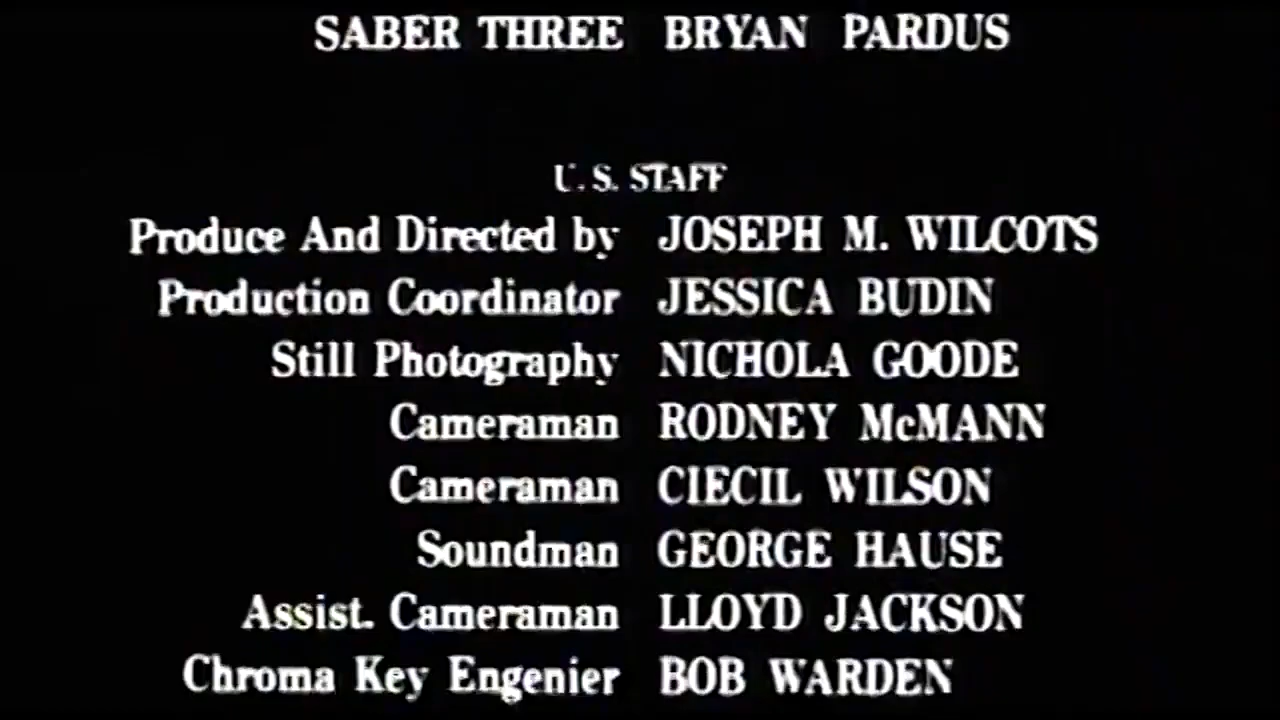 SABER THREE BRYAN PARDUS
U.S. STAFF
Produce And Directed by JOSEPH M. WILCOTS
Production Coordinator JESSICA BUDIN
Still Photography NICHOLA GOODE
Cameraman RODNEY McMANN
Cameraman CIECIL WILSON
Soundman GEORGE HAUSE
Assist. Cameraman LLOYD JACKSON
Chroma Key Engenier BOB WARDEN